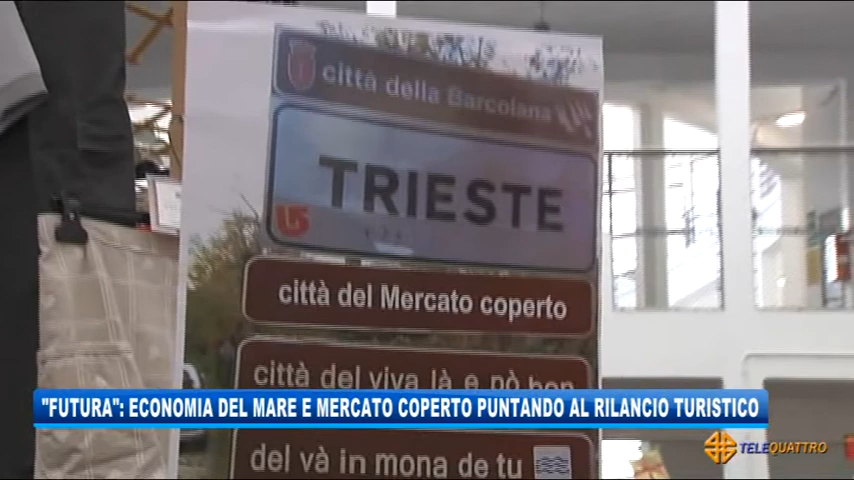 città della Barcolana
TRIESTE
città del Mercato coperto
città del viva là e pò bon
"FUTURA": ECONOMIA DEL MARE E MERCATO COPERTO PUNTANDO AL RILANCIO TURISTICO
TELEQUATTRO
del và in mona de tu